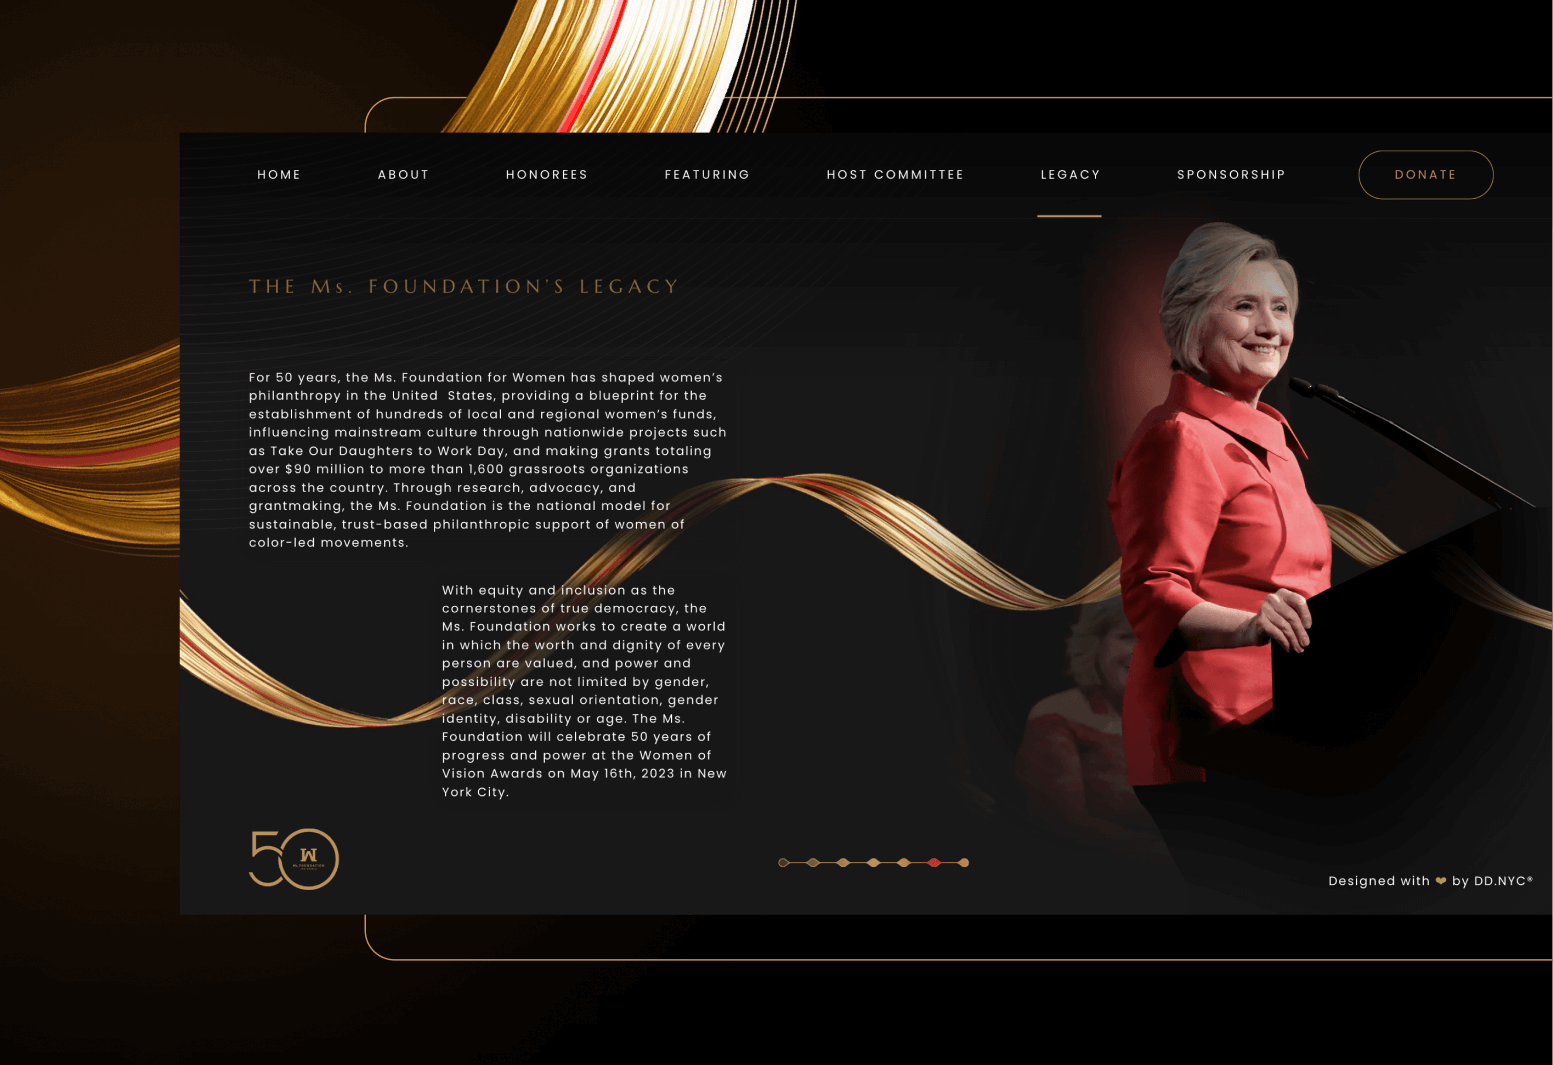 HOME ABOUT HONOREES FEATURING HOST COMMITTEE LEGACY SPONSORSHIP DONATE
THE Ms. FOUNDATION'S LEGACY
For 50 years, the Ms. Foundation for Women has shaped women's
philanthropy in the United  States, providing a blueprint for the
establishment of hundreds of local and regional women's funds,
influencing mainstream culture through nationwide projects such
as Take Our Daughters to Work Day, and making grants totaling
over $90 million to more than 1,600 grassroots organizations
across the country. Through research, advocacy, and
grantmaking, the Ms. Foundation is the national model for
sustainable, trust-based philanthropic support of women of
color-led movements.
With equity and inclusion as the
cornerstones of true democracy, the
Ms. Foundation works to create a world
in which the worth and dignity of every
person are valued, and power and
possibility are not limited by gender,
race, class, sexual orientation, gender
identity, disability or age. The Ms.
Foundation will celebrate 50 years of
progress and power at the Women of
Vision Awards on May 16th, 2023 in New
York City.
50
Designed with ❤ by DD.NYC®